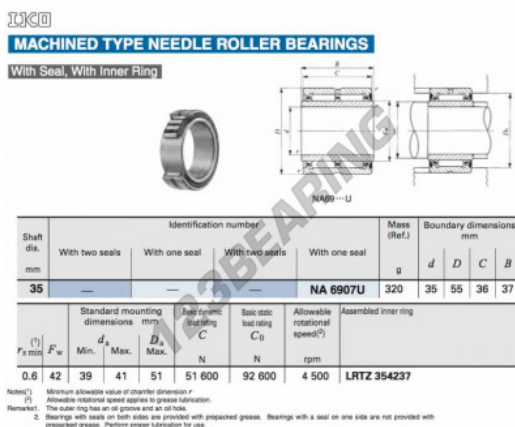 IKO
MACHINED TYPE NEEDLE ROLLER BEARINGS
With Seal, With Inner Ring
B
C
D
d
r
NA69···U
123BEARING
Shaft dia. mm
Identification number
With two seals With one seal With two seals With one seal
Mass (Ref.) g
Boundary dimensions mm
d D C B
35 — — — NA 6907U 320 35 55 36 37
(¹) rs min
Fw
Standard mounting dimensions mm
da Min. Max.
Da Max.
Basic dynamic load rating C N
Basic static load rating C0 N
Allowable rotational speed(²) rpm
Assembled inner ring
0.6 42 39 41 51 51 600 92 600 4 500 LRTZ 354237
Notes(¹) Minimum allowable value of chamfer dimension r
(²) Allowable rotational speed applies to grease lubrication.
Remarks1. The outer ring has an oil groove and an oil hole.
2. Bearings with seals on both sides are provided with prepacked grease. Bearings with a seal on one side are not provided with
prepacked grease. Perform proper lubrication for use.